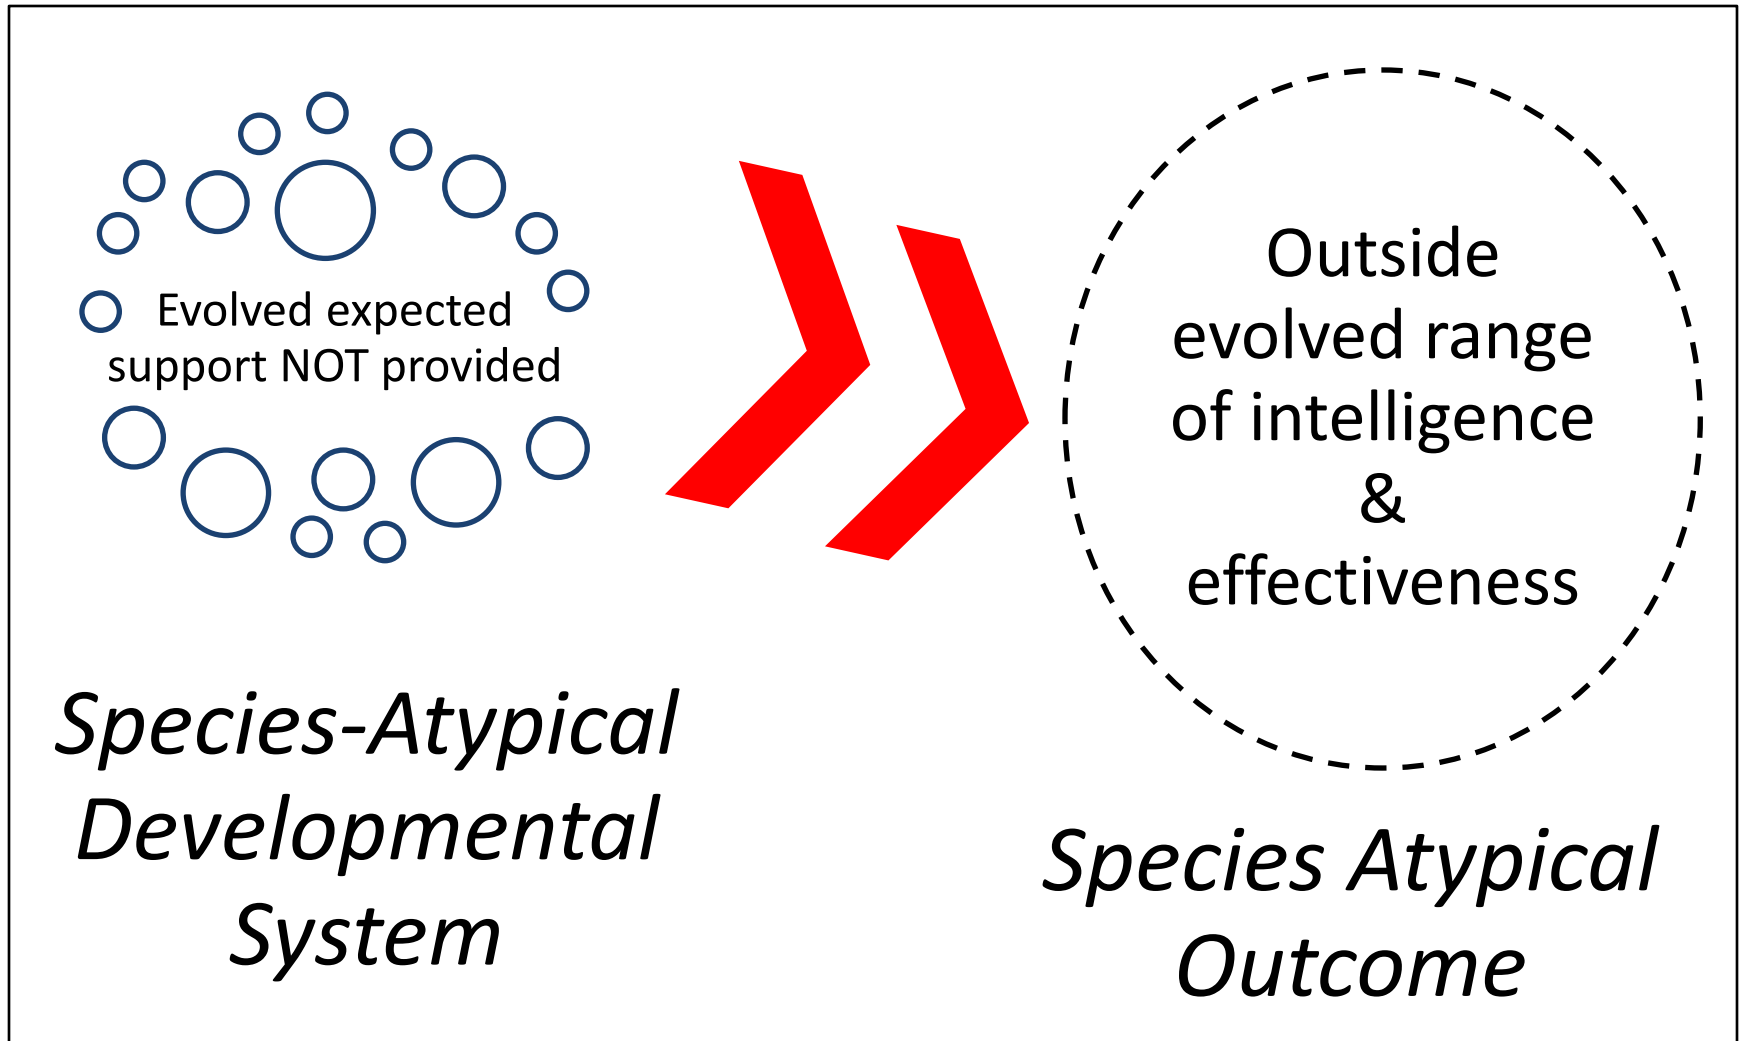 Evolved expected
support NOT provided
Species-Atypical
Developmental
System
Outside
evolved range
of intelligence
&
effectiveness
Species Atypical
Outcome